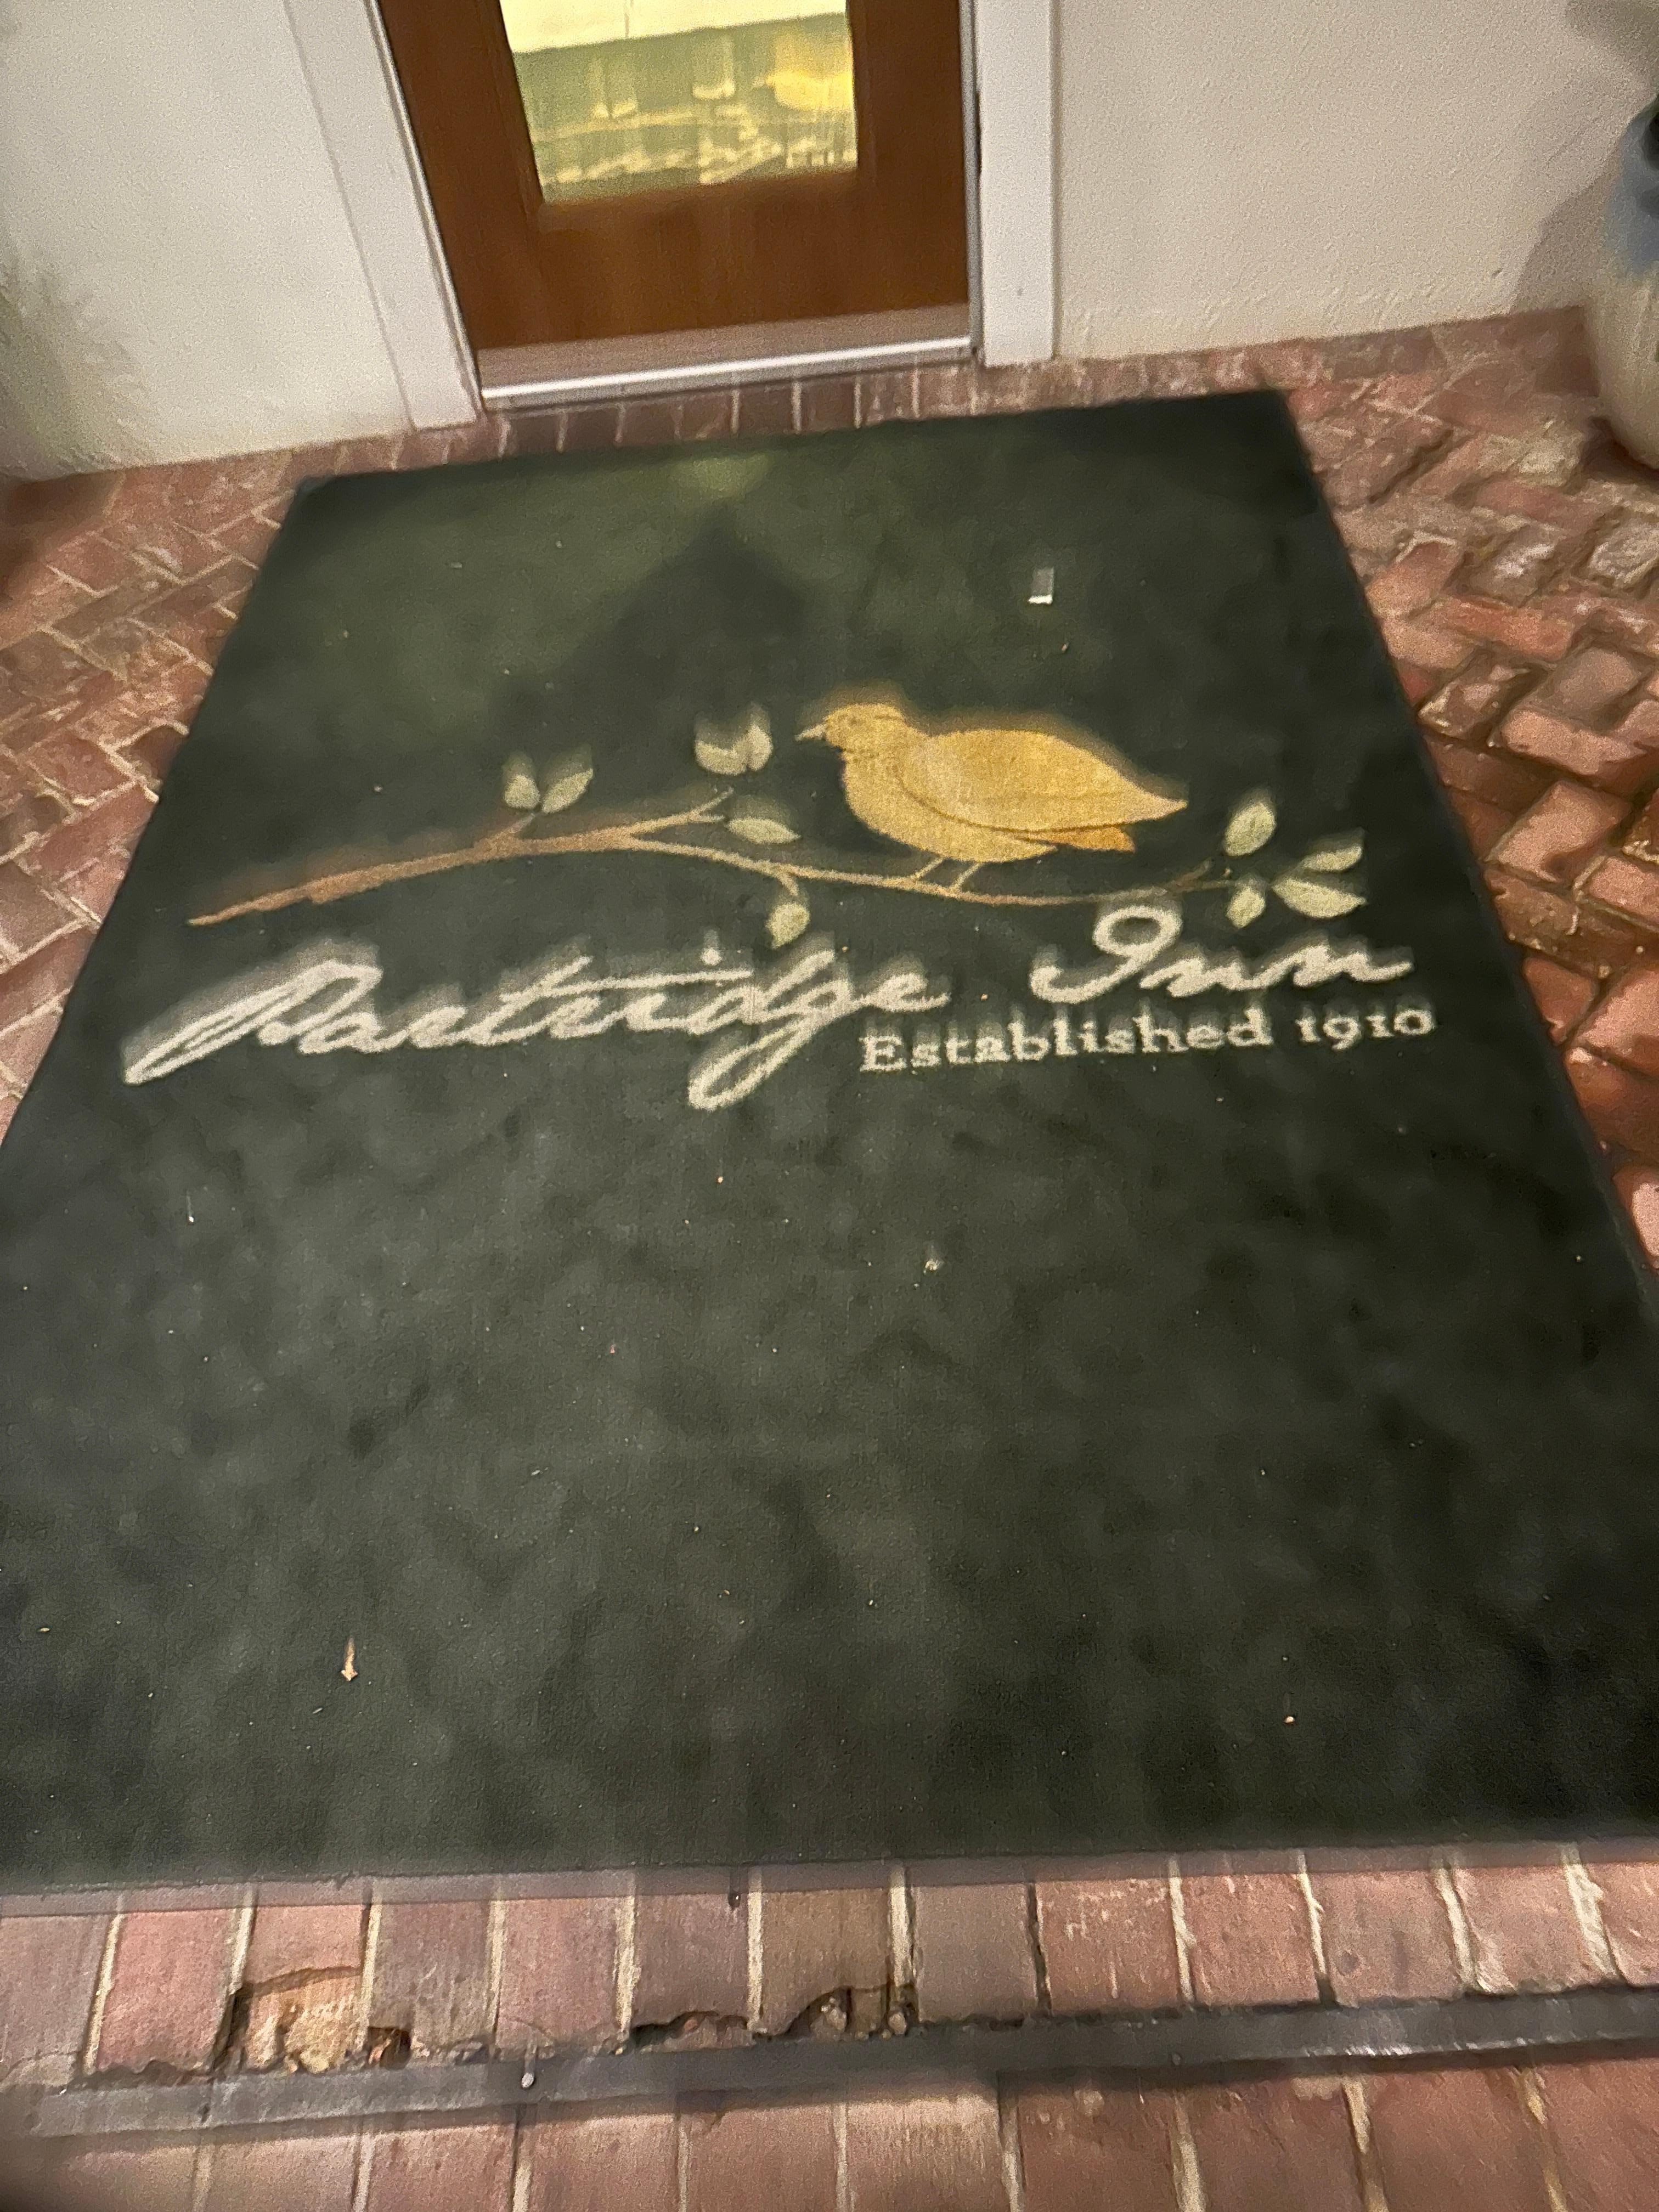 Partridge Inn
Established 1910